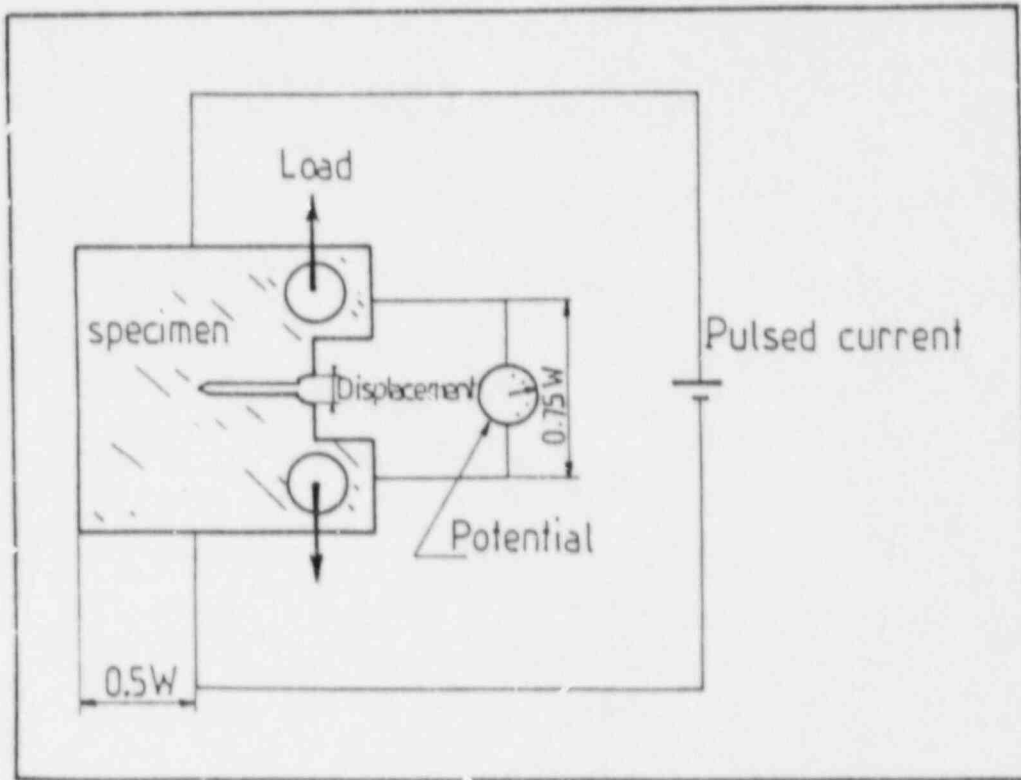 Load
specimen
Displacement
0.75W
Pulsed current
Potential
0.5W